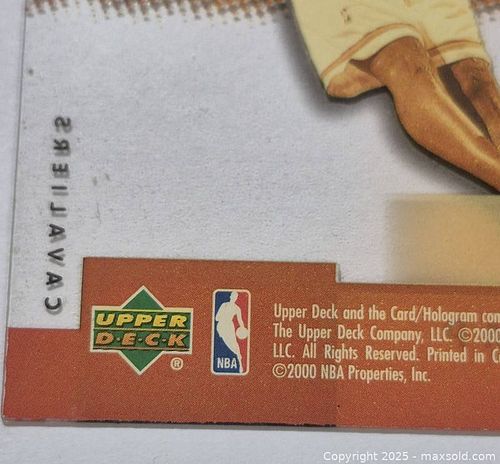 CAVALIERS
UPPER
D·E·C·K
®
NBA
Upper Deck and the Card/Hologram
The Upper Deck Company, LLC. ©2000
LLC. All Rights Reserved. Printed in
©2000 NBA Properties, Inc.
Copyright 2025 - maxsold.com